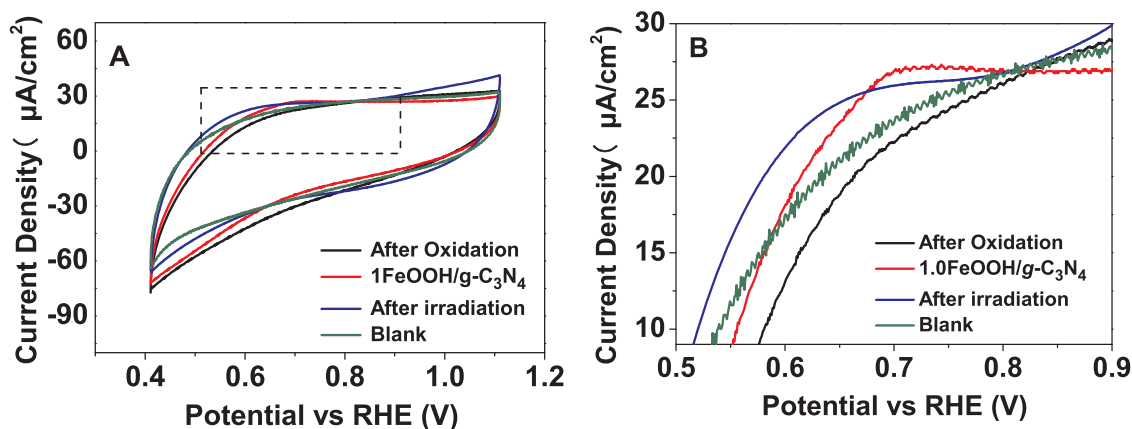 A
Current Density( μA/cm²)
60
30
0
-30
-60
-90
After Oxidation
1FeOOH/g-C₃N₄
After irradiation
Blank
0.4
0.6
0.8
1.0
1.2
Potential vs RHE (V)
B
Current Density( μA/cm²)
30
25
20
15
10
After Oxidation
1.0FeOOH/g-C₃N₄
After irradiation
Blank
0.5
0.6
0.7
0.8
0.9
Potential vs RHE (V)